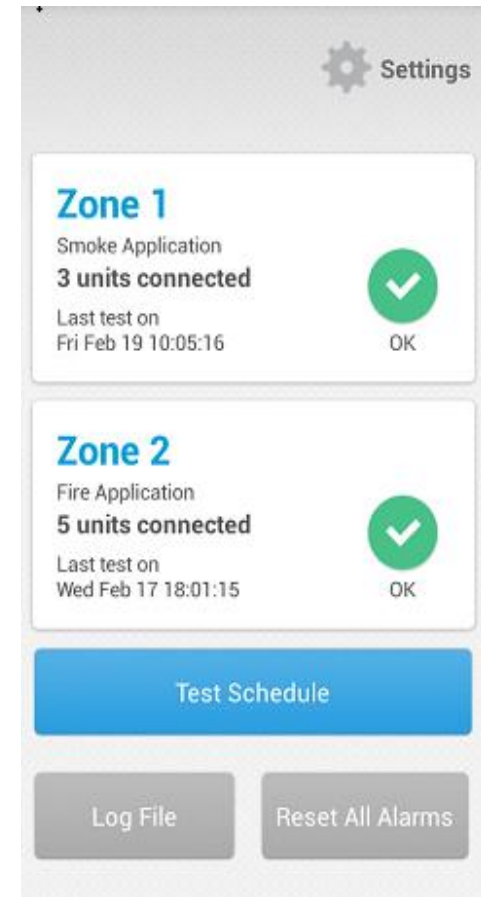 Settings
Zone 1
Smoke Application
3 units connected
Last test on
Fri Feb 19 10:05:16
OK
Zone 2
Fire Application
5 units connected
Last test on
Wed Feb 17 18:01:15
OK
Test Schedule
Log File
Reset All Alarms